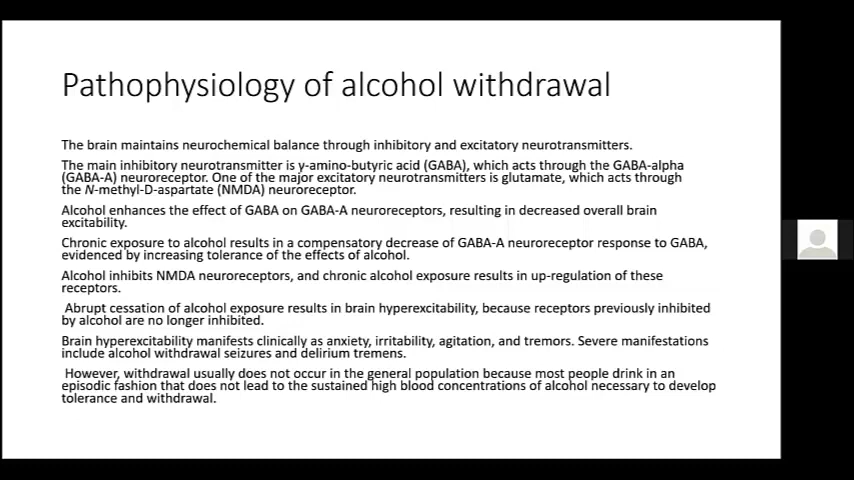 Pathophysiology of alcohol withdrawal
The brain maintains neurochemical balance through inhibitory and excitatory neurotransmitters.
The main inhibitory neurotransmitter is y-amino-butyric acid (GABA), which acts through the GABA-alpha
(GABA-A) neuroreceptor. One of the major excitatory neurotransmitters is glutamate, which acts through
the N-methyl-D-aspartate (NMDA) neuroreceptor.
Alcohol enhances the effect of GABA on GABA-A neuroreceptors, resulting in decreased overall brain
excitability.
Chronic exposure to alcohol results in a compensatory decrease of GABA-A neuroreceptor response to GABA,
evidenced by increasing tolerance of the effects of alcohol.
Alcohol inhibits NMDA neuroreceptors, and chronic alcohol exposure results in up-regulation of these
receptors.
Abrupt cessation of alcohol exposure results in brain hyperexcitability, because receptors previously inhibited
by alcohol are no longer inhibited.
Brain hyperexcitability manifests clinically as anxiety, irritability, agitation, and tremors. Severe manifestations
include alcohol withdrawal seizures and delirium tremens.
However, withdrawal usually does not occur in the general population because most people drink in an
episodic fashion that does not lead to the sustained high blood concentrations of alcohol necessary to develop
tolerance and withdrawal.